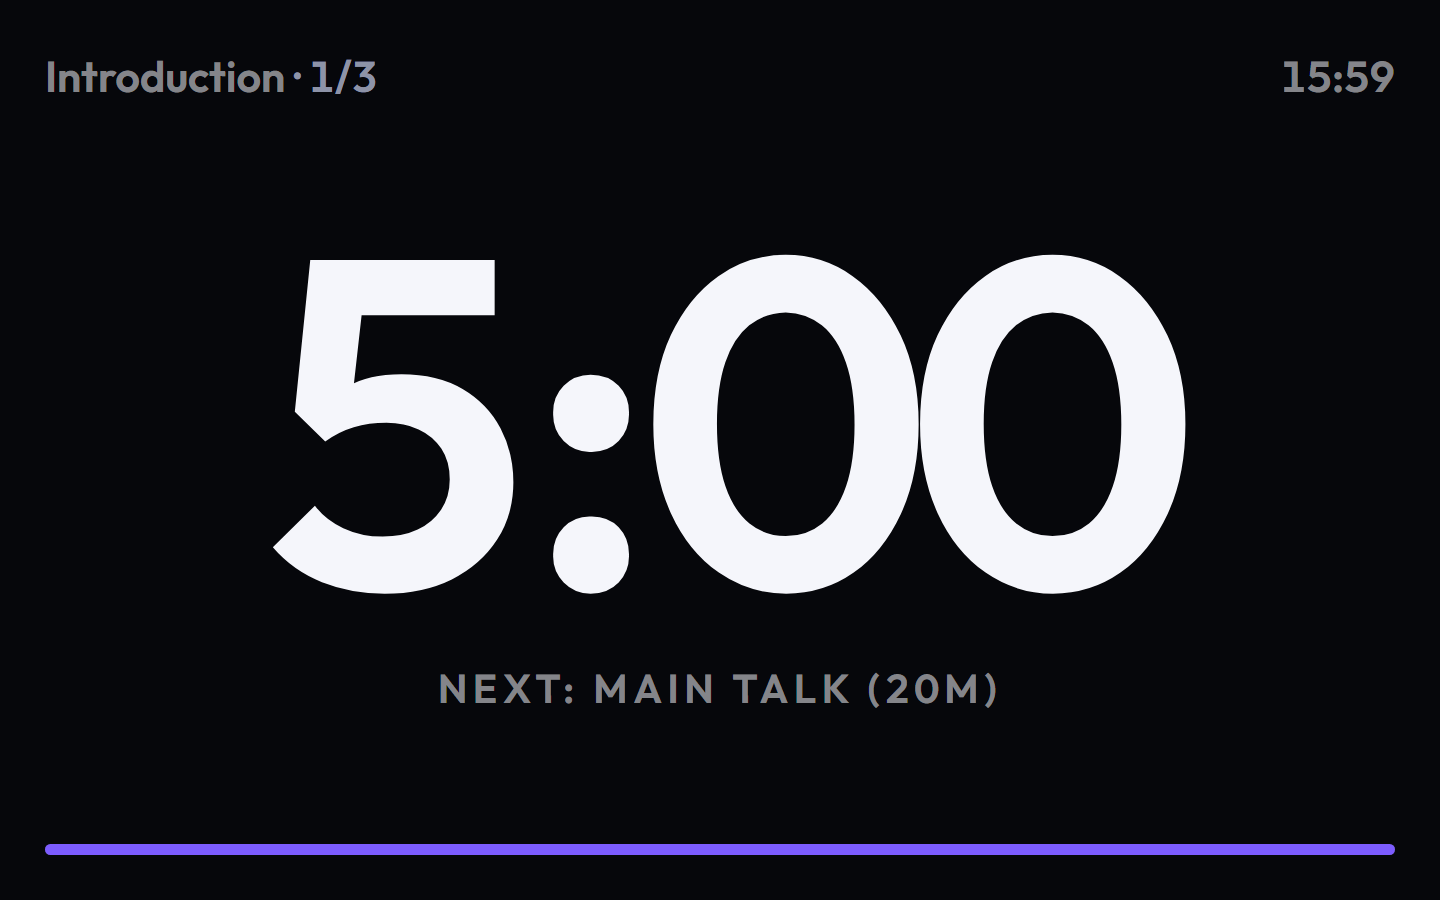 Introduction · 1/3
15:59
5:00
NEXT: MAIN TALK (20M)